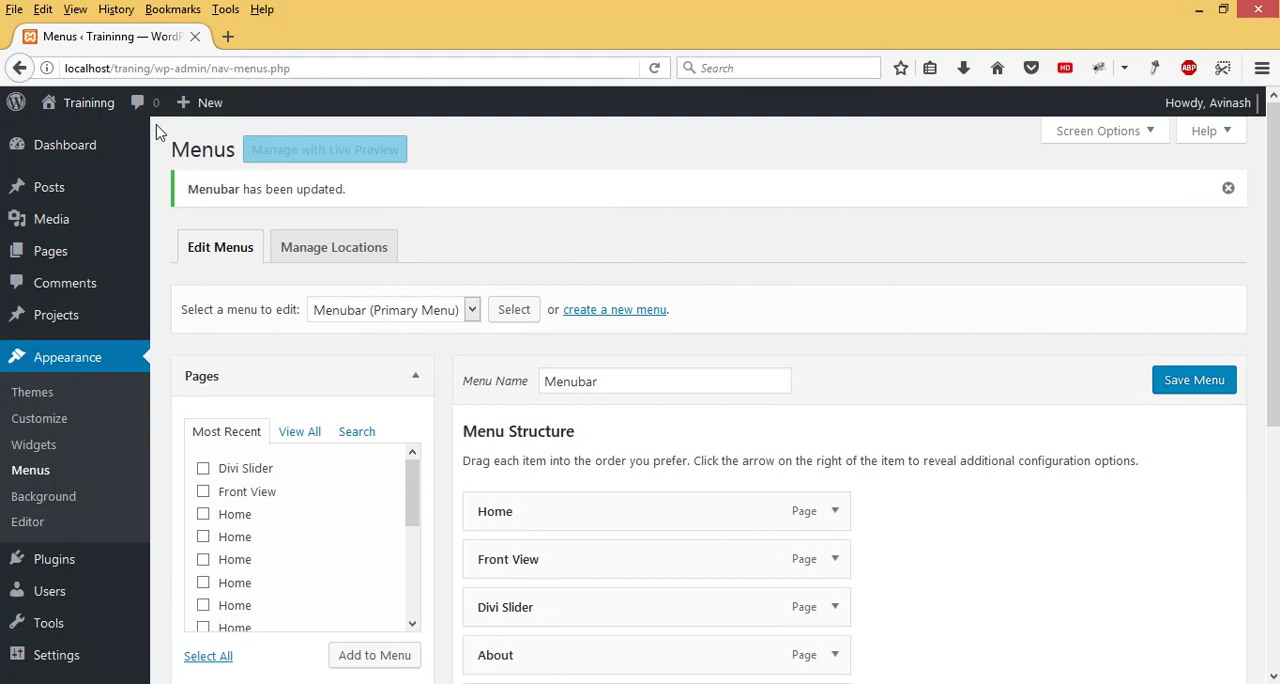 File Edit View History Bookmarks Tools Help
Menus ‹ Traininng — WordP
localhost/traning/wp-admin/nav-menus.php
Search
HD
ABP
Traininng 0 New
Howdy, Avinash
Dashboard
Posts
Media
Pages
Comments
Projects
Appearance
Themes
Customize
Widgets
Menus
Background
Editor
Plugins
Users
Tools
Settings
Screen Options Help
Menus Manage with Live Preview
Menubar has been updated.
Edit Menus Manage Locations
Select a menu to edit: Menubar (Primary Menu) Select or create a new menu.
Pages
Most Recent View All Search
Divi Slider
Front View
Home
Home
Home
Home
Home
Home
Select All Add to Menu
Menu Name Menubar Save Menu
Menu Structure
Drag each item into the order you prefer. Click the arrow on the right of the item to reveal additional configuration options.
Home Page
Front View Page
Divi Slider Page
About Page